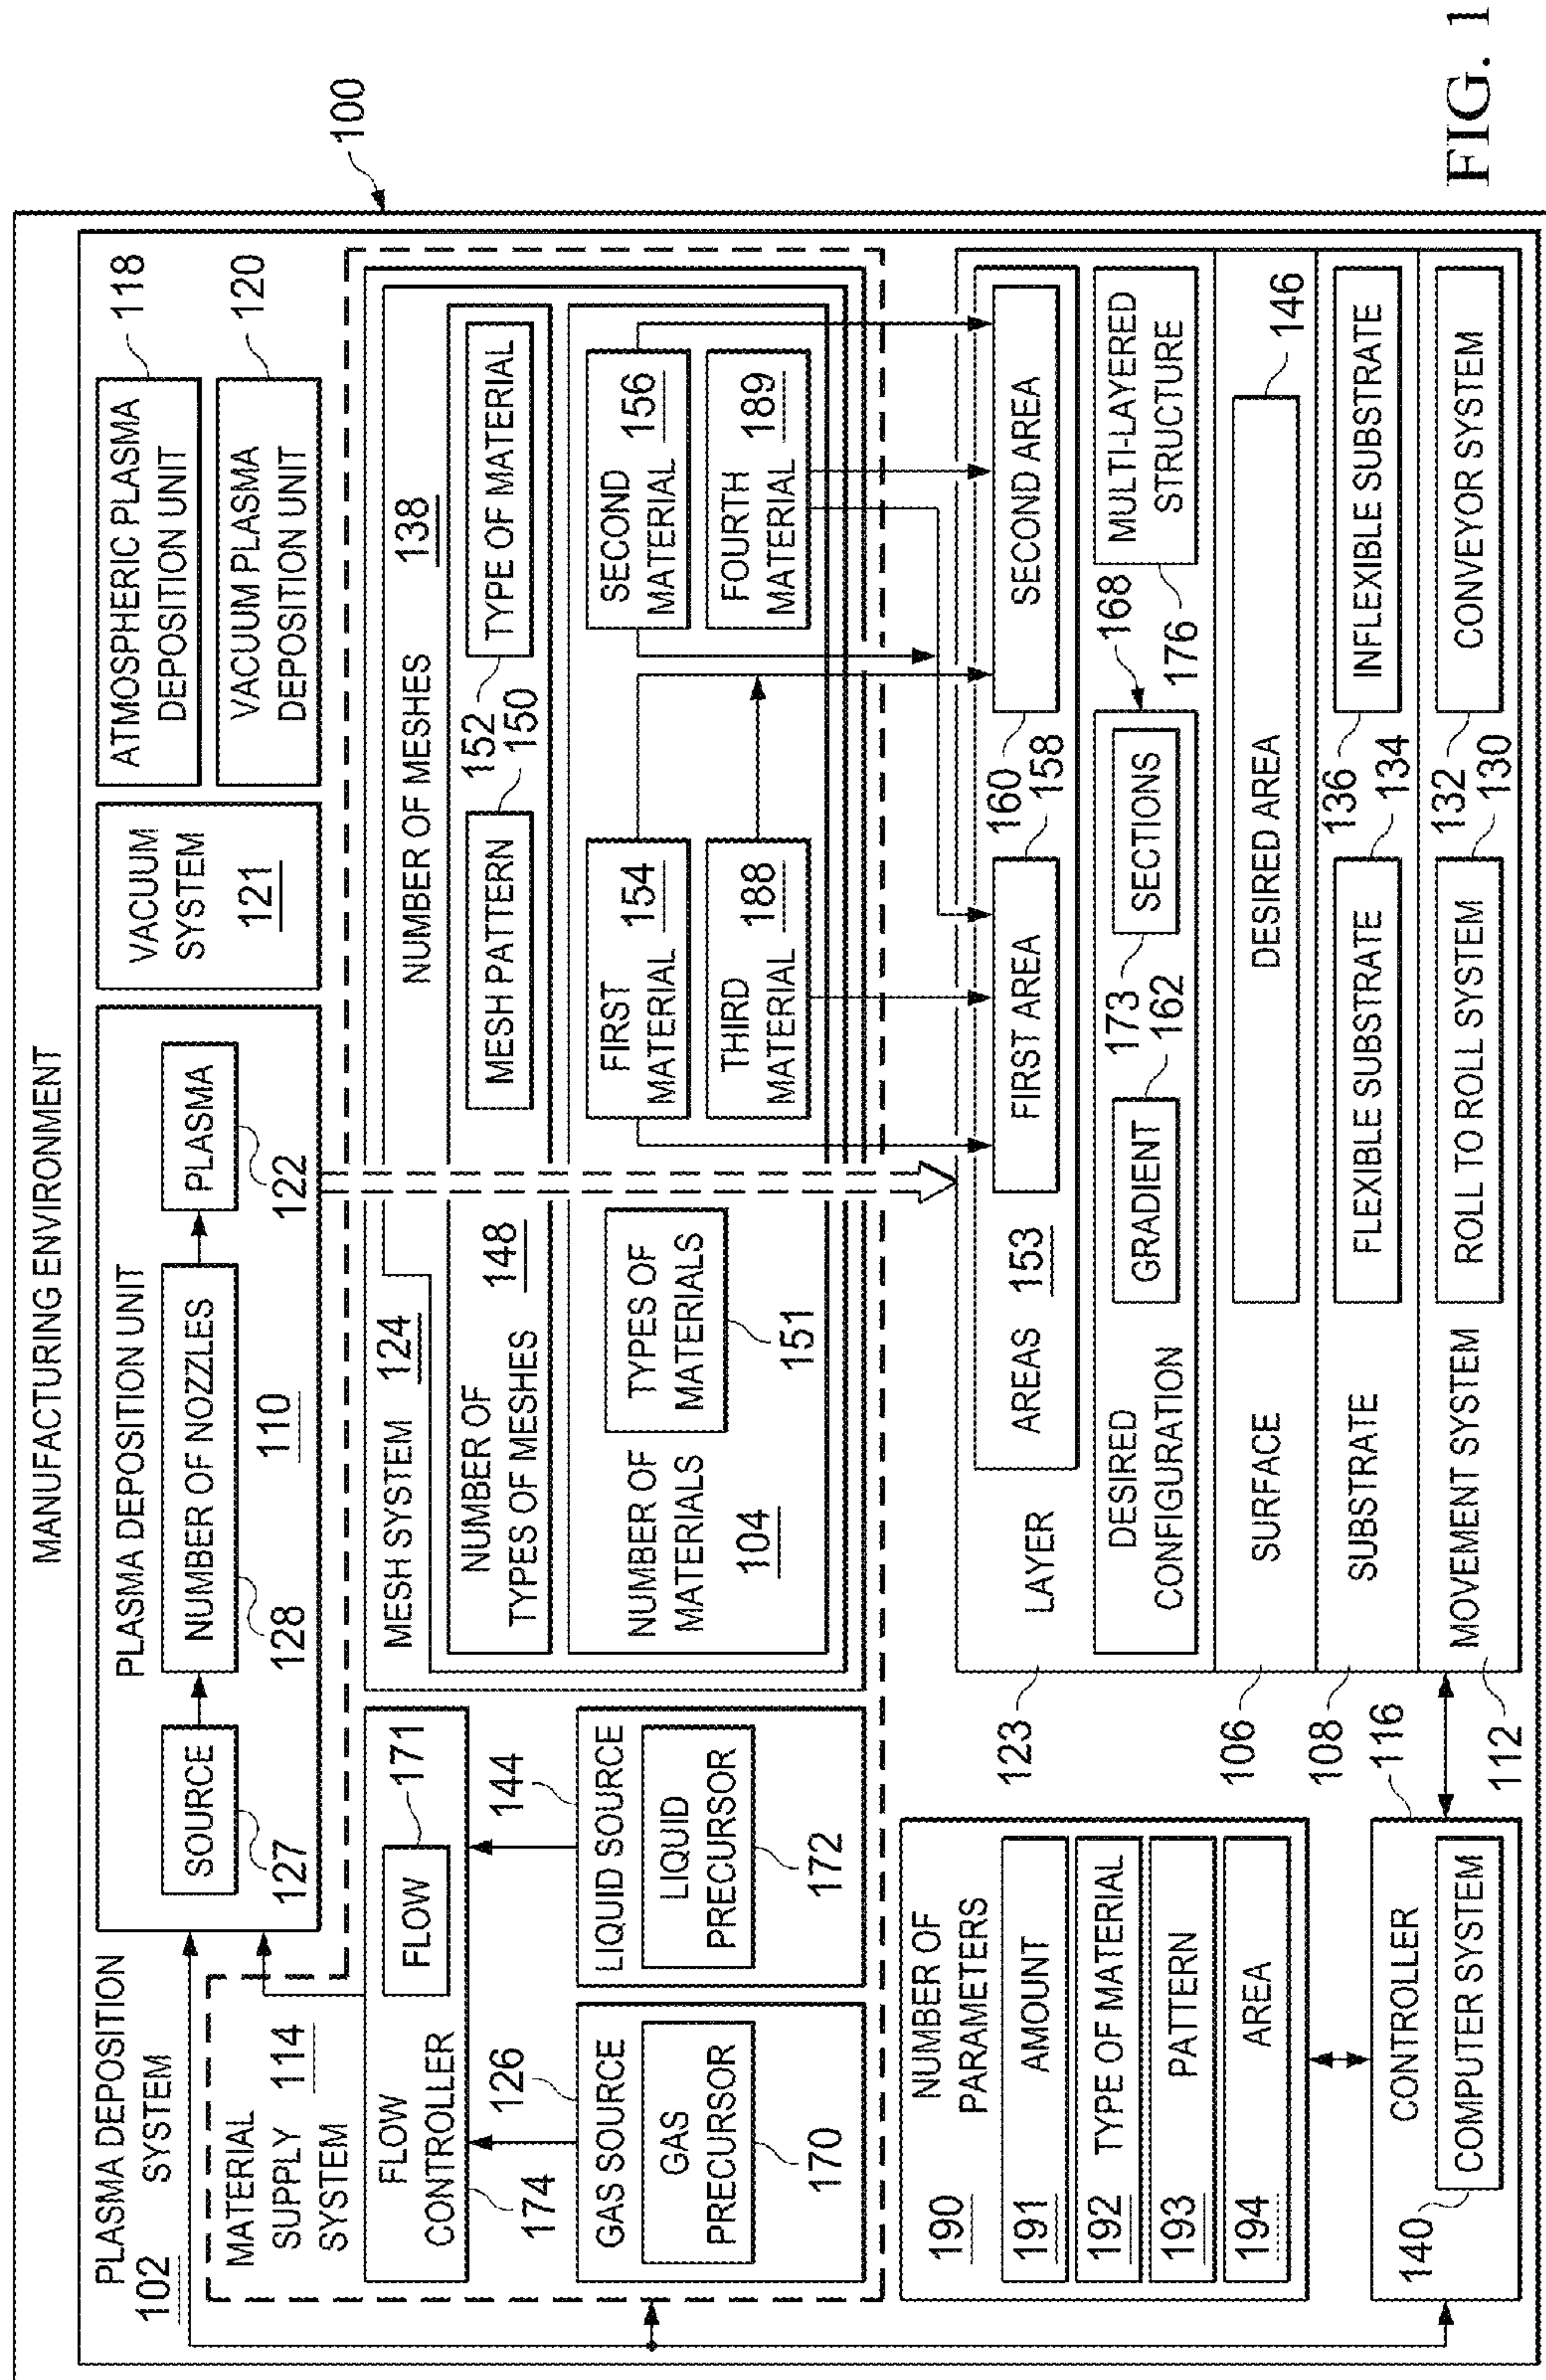 MANUFACTURING ENVIRONMENT
100
PLASMA DEPOSITION
SYSTEM
102
PLASMA DEPOSITION UNIT
SOURCE
127
NUMBER OF NOZZLES
128
110
PLASMA
122
VACUUM
SYSTEM
121
ATMOSPHERIC PLASMA
DEPOSITION UNIT
118
VACUUM PLASMA
DEPOSITION UNIT
120
MATERIAL
SUPPLY 114
SYSTEM
FLOW
CONTROLLER
174
FLOW
171
GAS SOURCE
126
GAS
PRECURSOR
170
LIQUID SOURCE
144
LIQUID
PRECURSOR
172
MESH SYSTEM 124
NUMBER OF MESHES 138
NUMBER OF
TYPES OF MESHES 148
MESH PATTERN
150
TYPE OF MATERIAL
152
NUMBER OF
MATERIALS
104
TYPES OF
MATERIALS
151
FIRST
MATERIAL 154
THIRD
MATERIAL 188
SECOND
MATERIAL 156
FOURTH
MATERIAL 189
NUMBER OF
PARAMETERS
190
191 AMOUNT
192 TYPE OF MATERIAL
193 PATTERN
194 AREA
CONTROLLER
116
COMPUTER SYSTEM
140
LAYER
123
AREAS 153
FIRST AREA
158
SECOND AREA
160
DESIRED
CONFIGURATION
GRADIENT
162
SECTIONS
173
168
MULTI-LAYERED
STRUCTURE
176
SURFACE
106
DESIRED AREA
146
SUBSTRATE
108
FLEXIBLE SUBSTRATE
134
INFLEXIBLE SUBSTRATE
136
MOVEMENT SYSTEM
112
ROLL TO ROLL SYSTEM
130
CONVEYOR SYSTEM
132
FIG. 1